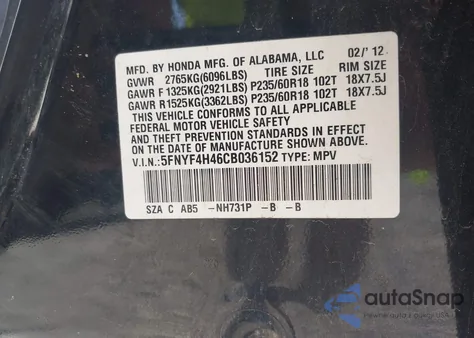 MFD. BY HONDA MFG. OF ALABAMA, LLC 02/'12
GVWR 2765KG(6096LBS) TIRE SIZE RIM SIZE
GAWR F 1325KG(2921LBS) P235/60R18 102T 18X7.5J
GAWR R1525KG(3362LBS) P235/60R18 102T 18X7.5J
THIS VEHICLE CONFORMS TO ALL APPLICABLE
FEDERAL MOTOR VEHICLE SAFETY
AND THEFT PREVENTION STANDARDS IN EFFECT
ON THE DATE OF MANUFACTURE SHOWN ABOVE.
V.I.N: 5FNYF4H46CB036152 TYPE: MPV
SZA C AB5 -NH731P -B -B
autoSnap